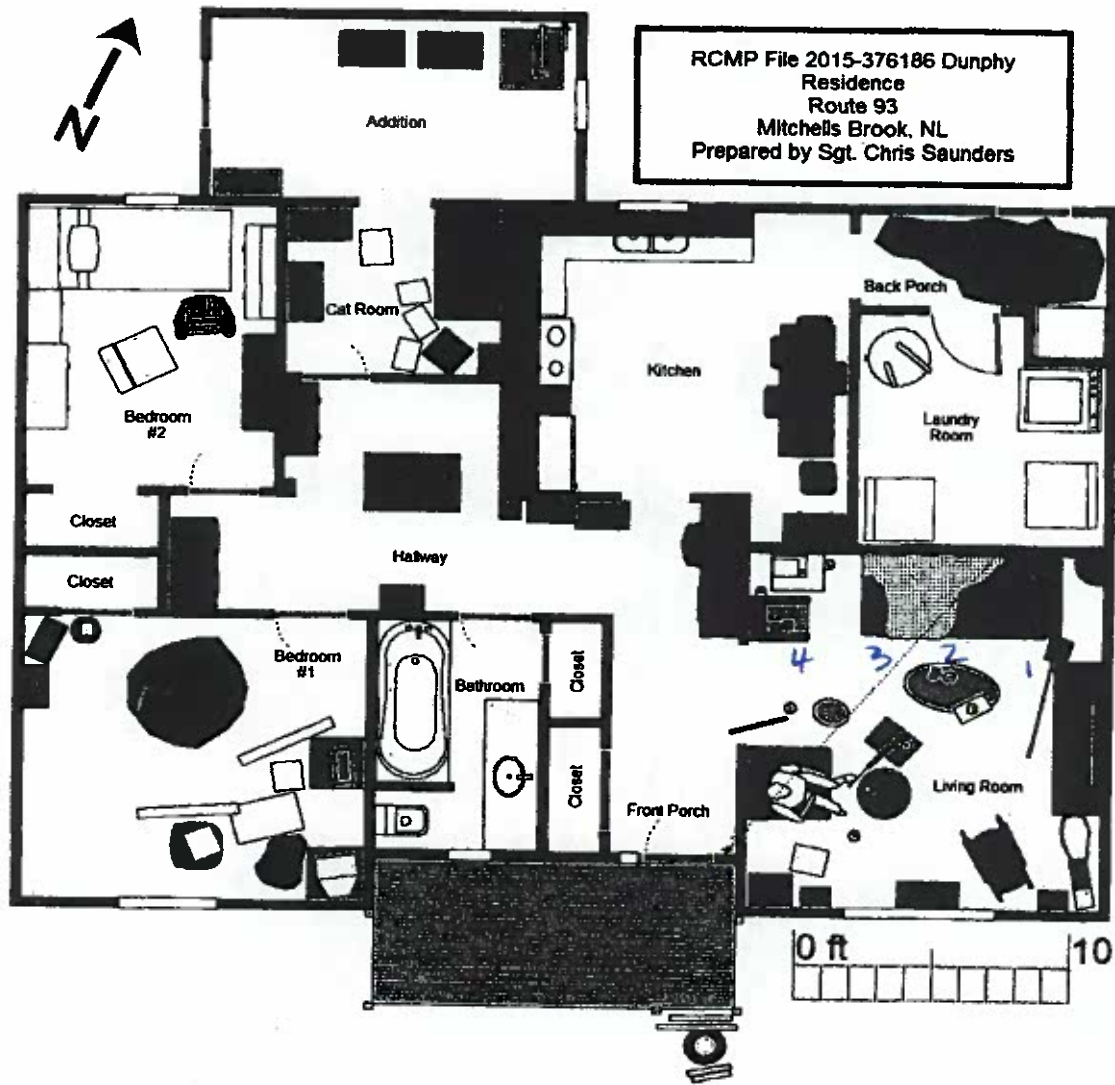 N
RCMP File 2015-376186 Dunphy
Residence
Route 93
Mitchells Brook, NL
Prepared by Sgt. Chris Saunders
Addition
Cat Room
Back Porch
Kitchen
Bedroom
#2
Laundry
Room
Closet
Hallway
Closet
Bedroom
#1
Bathroom
Closet
4 3 2 1
Closet
Living Room
Front Porch
0 ft 10